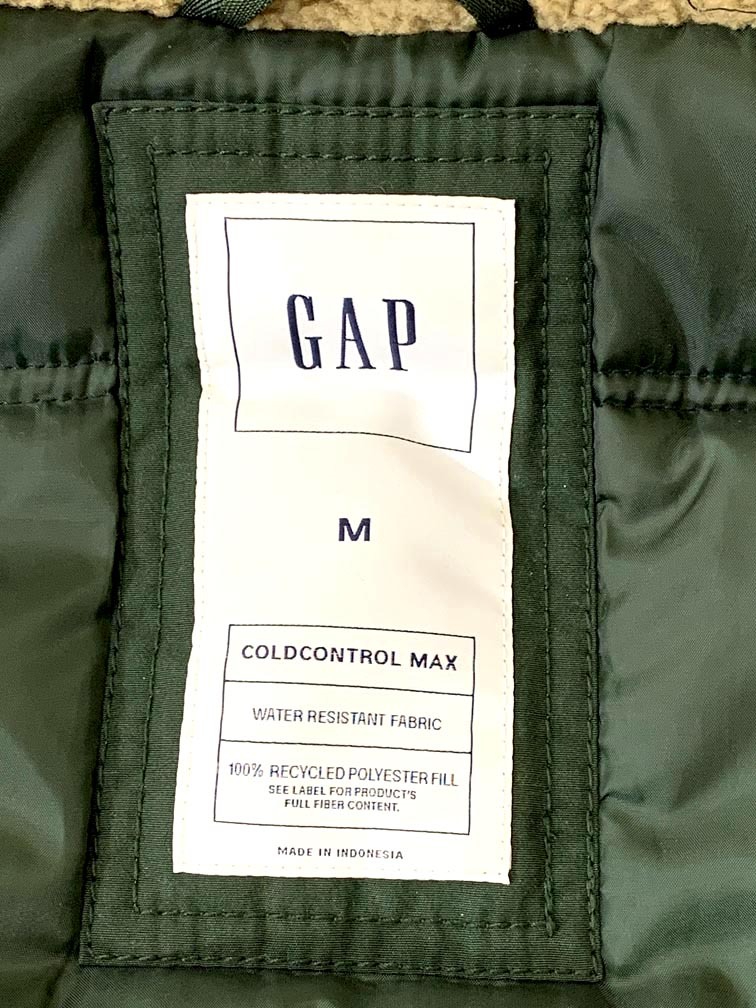 GAP
M
COLDCONTROL MAX
WATER RESISTANT FABRIC
100% RECYCLED POLYESTER FILL
SEE LABEL FOR PRODUCT'S
FULL FIBER CONTENT.
MADE IN INDONESIA